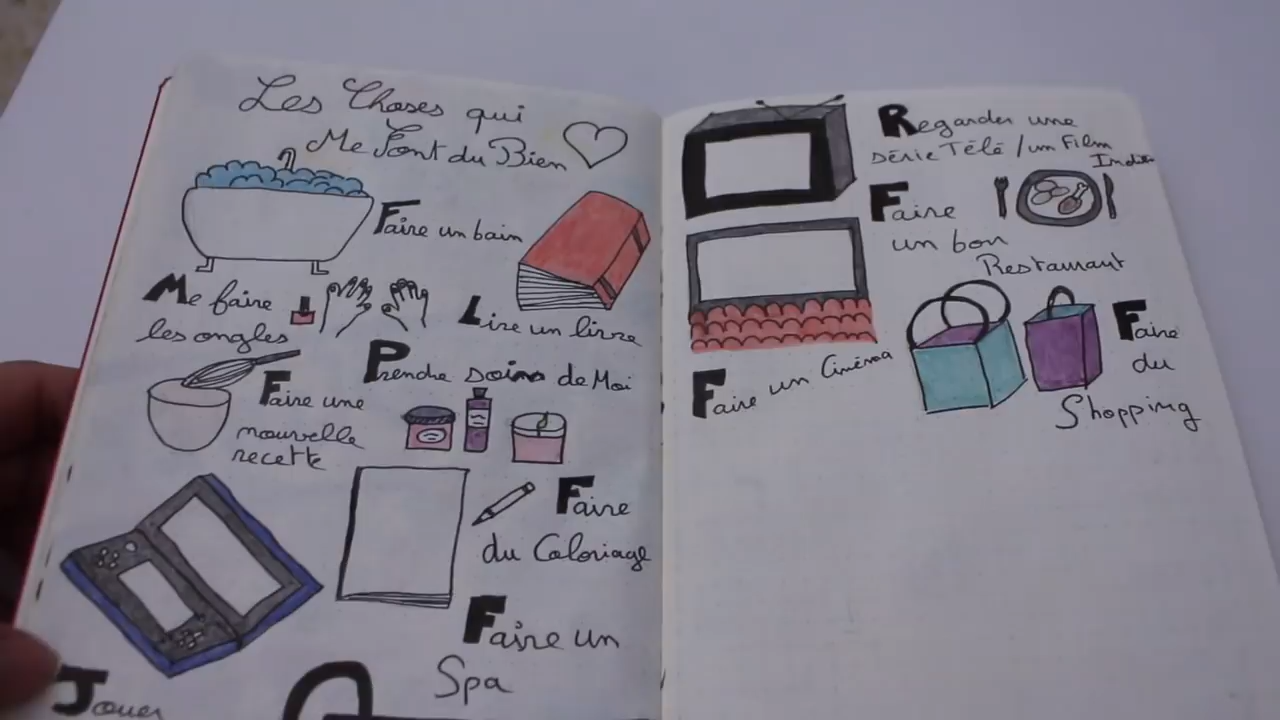 Les Choses qui
Me Font du Bien
Faire un bain
Me faire
les ongles
Lire un livre
Prendre soin de Moi
Faire une
nouvelle
recette
Faire
du Coloriage
Faire un
Spa
Jouer
Regarder une
Série Télé / un Film
Faire
un bon
Restaurant
Faire un Cinéma
Faire
du
Shopping